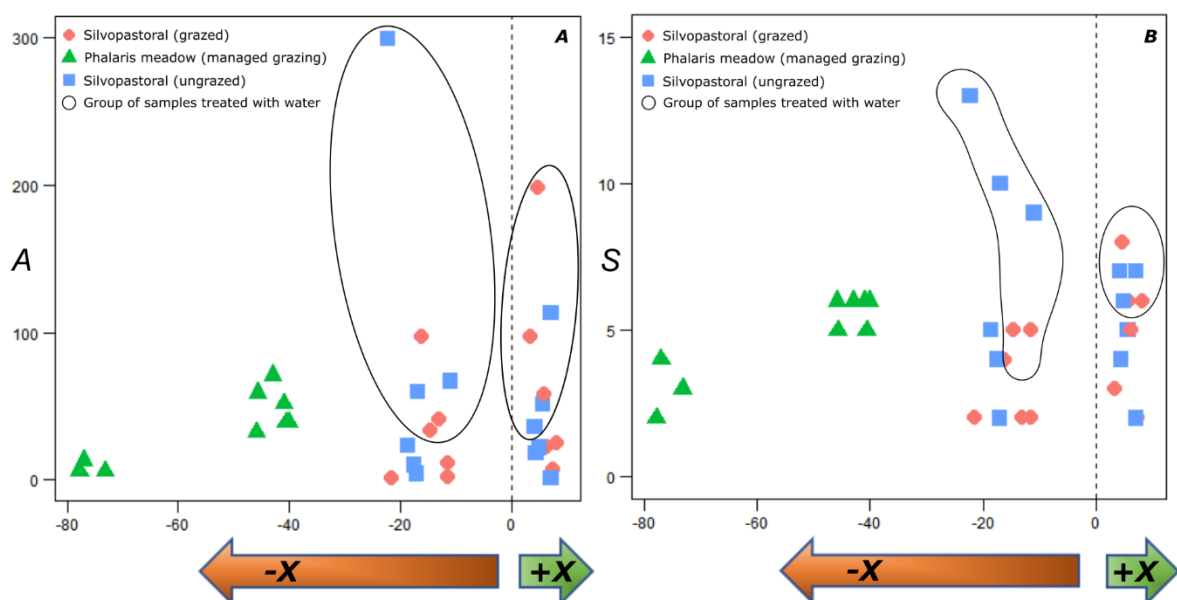 A
Silvopastoral (grazed)
Phalaris meadow (managed grazing)
Silvopastoral (ungrazed)
Group of samples treated with water
300
200
100
0
A
-80 -60 -40 -20 0
-X +X
B
Silvopastoral (grazed)
Phalaris meadow (managed grazing)
Silvopastoral (ungrazed)
Group of samples treated with water
15
10
5
0
S
-80 -60 -40 -20 0
-X +X